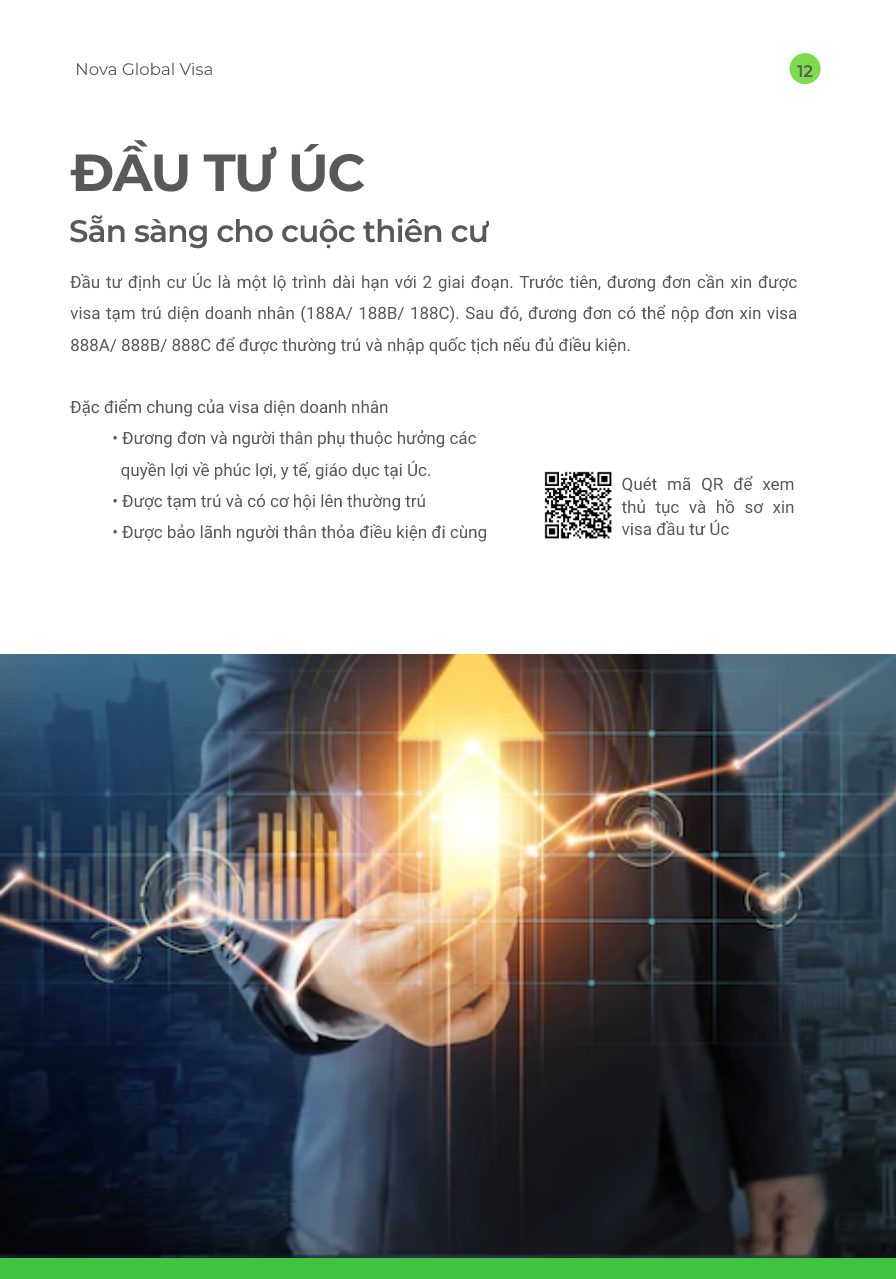 Nova Global Visa
12
ĐẦU TƯ ÚC
Sẵn sàng cho cuộc thiên cư
Đầu tư định cư Úc là một lộ trình dài hạn với 2 giai đoạn. Trước tiên, đương đơn cần xin được
visa tạm trú diện doanh nhân (188A/ 188B/ 188C). Sau đó, đương đơn có thể nộp đơn xin visa
888A/ 888B/ 888C để được thường trú và nhập quốc tịch nếu đủ điều kiện.
Đặc điểm chung của visa diện doanh nhân
• Đương đơn và người thân phụ thuộc hưởng các
quyền lợi về phúc lợi, y tế, giáo dục tại Úc.
• Được tạm trú và có cơ hội lên thường trú
• Được bảo lãnh người thân thỏa điều kiện đi cùng
Quét mã QR để xem
thủ tục và hồ sơ xin
visa đầu tư Úc